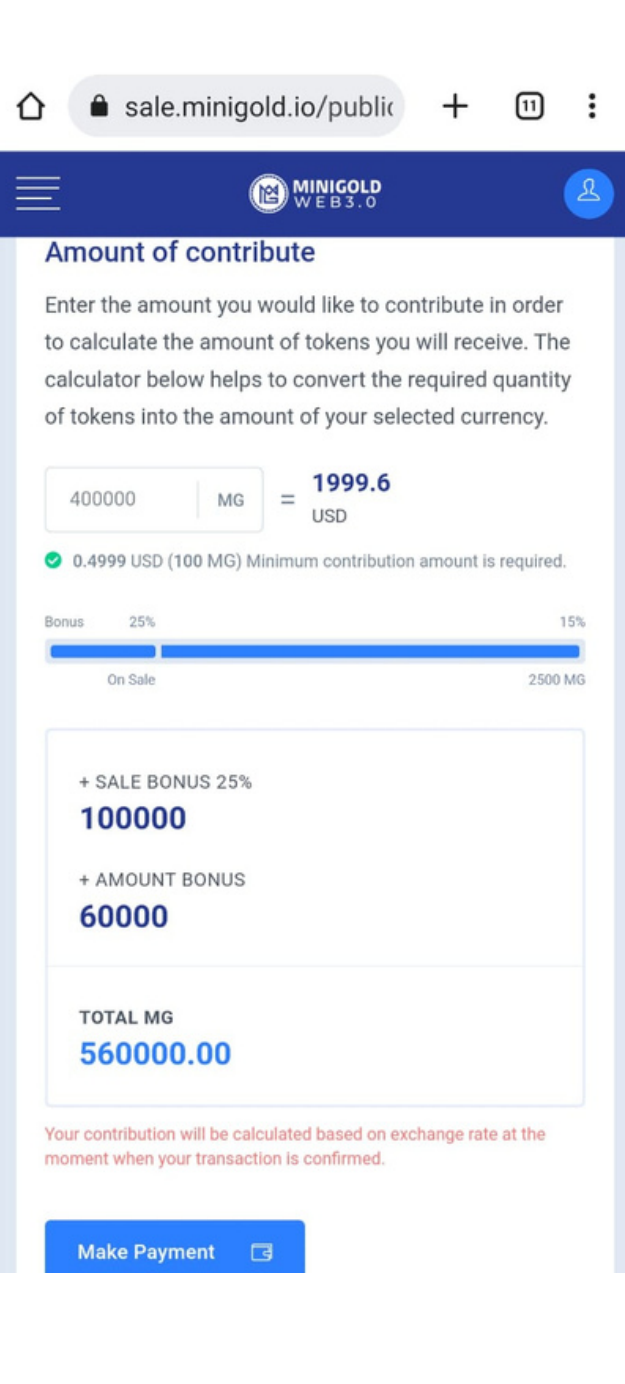 sale.minigold.io/public
11
MINIGOLD
WEB3.0
Amount of contribute
Enter the amount you would like to contribute in order
to calculate the amount of tokens you will receive. The
calculator below helps to convert the required quantity
of tokens into the amount of your selected currency.
400000 MG = 1999.6
USD
0.4999 USD (100 MG) Minimum contribution amount is required.
Bonus 25% 15%
On Sale 2500 MG
+ SALE BONUS 25%
100000
+ AMOUNT BONUS
60000
TOTAL MG
560000.00
Your contribution will be calculated based on exchange rate at the
moment when your transaction is confirmed.
Make Payment